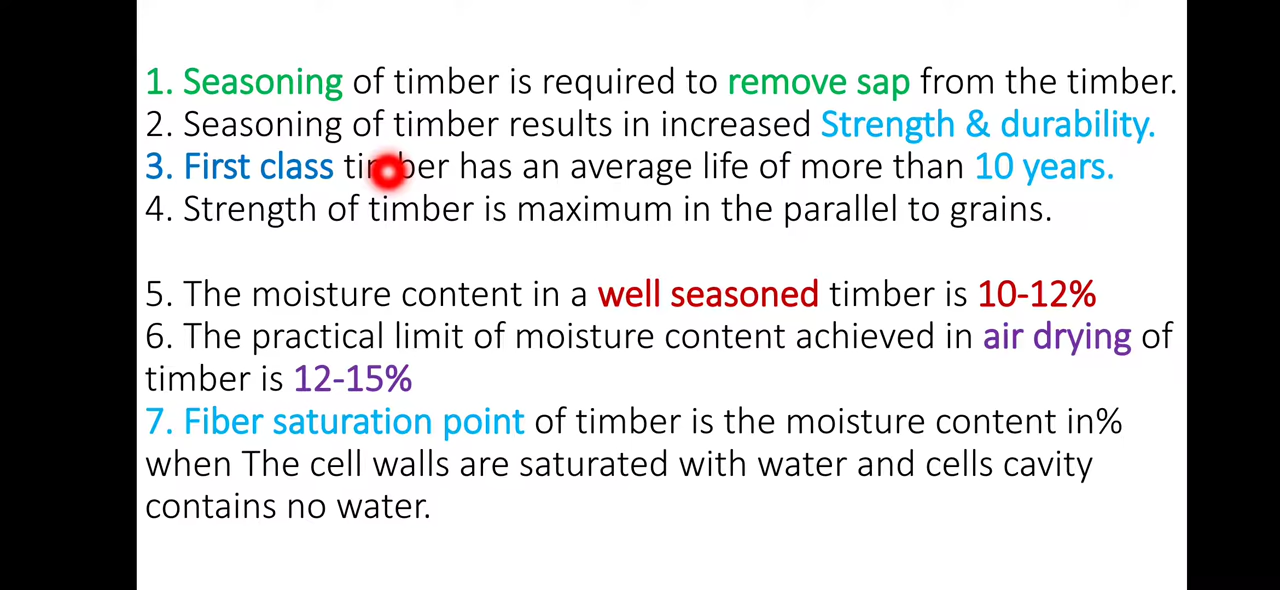 1. Seasoning of timber is required to remove sap from the timber.
2. Seasoning of timber results in increased Strength & durability.
3. First class timber has an average life of more than 10 years.
4. Strength of timber is maximum in the parallel to grains.
5. The moisture content in a well seasoned timber is 10-12%
6. The practical limit of moisture content achieved in air drying of
timber is 12-15%
7. Fiber saturation point of timber is the moisture content in%
when The cell walls are saturated with water and cells cavity
contains no water.